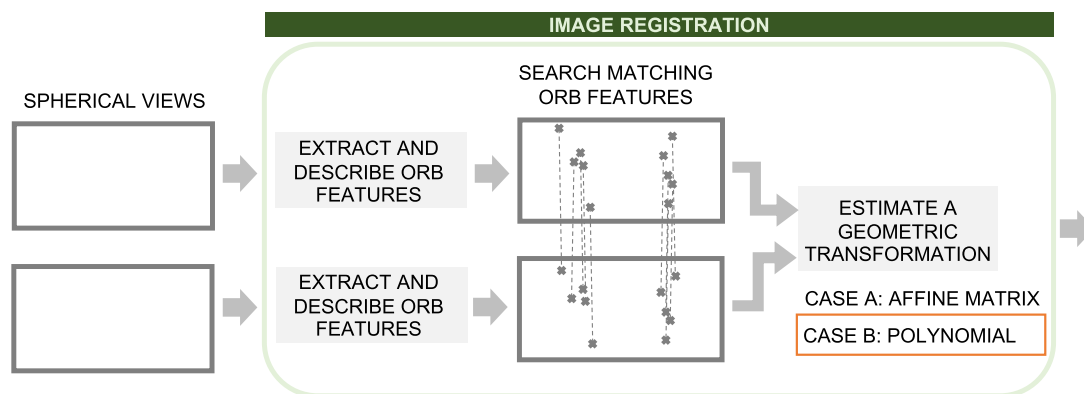 IMAGE REGISTRATION
SPHERICAL VIEWS
SEARCH MATCHING
ORB FEATURES
EXTRACT AND
DESCRIBE ORB
FEATURES
EXTRACT AND
DESCRIBE ORB
FEATURES
ESTIMATE A
GEOMETRIC
TRANSFORMATION
CASE A: AFFINE MATRIX
CASE B: POLYNOMIAL